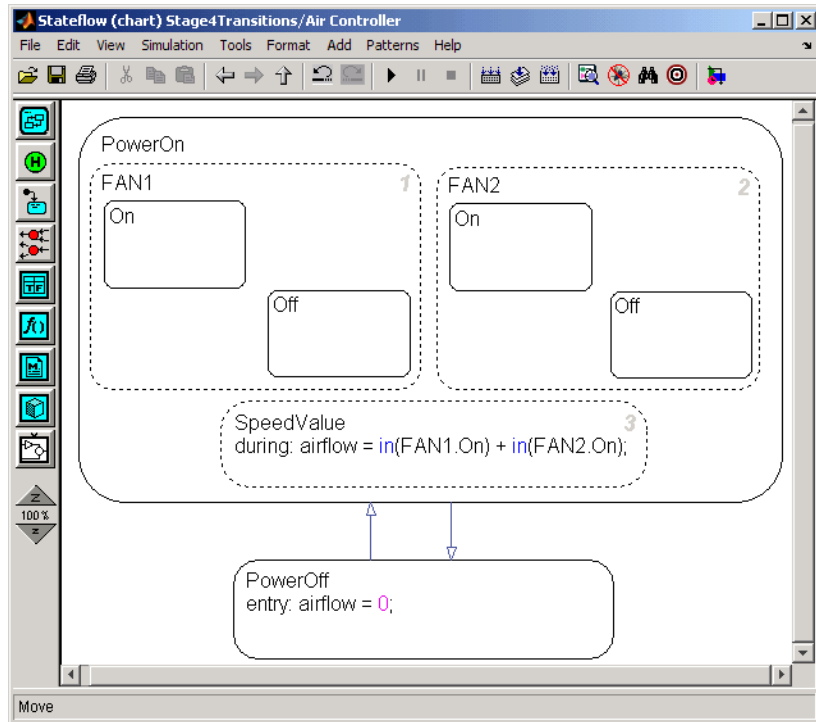 Stateflow (chart) Stage4Transitions/Air Controller
File Edit View Simulation Tools Format Add Patterns Help
PowerOn
FAN1 1
On
Off
FAN2 2
On
Off
SpeedValue 3
during: airflow = in(FAN1.On) + in(FAN2.On);
PowerOff
entry: airflow = 0;
H
TF
f()
M
Z
100 %
Z
Move